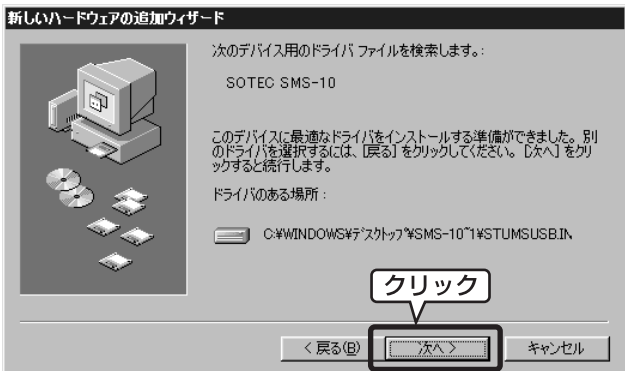 新しいハードウェアの追加ウィザード
次のデバイス用のドライバ ファイルを検索します。:
SOTEC SMS-10
このデバイスに最適なドライバをインストールする準備ができました。別
のドライバを選択するには、[戻る] をクリックしてください。[次へ] をクリ
ックすると続行します。
ドライバのある場所 :
C:¥WINDOWS¥デスクトップ¥SMS-10~1¥STUMSUSB.IN
クリック
< 戻る(B)
次へ >
キャンセル